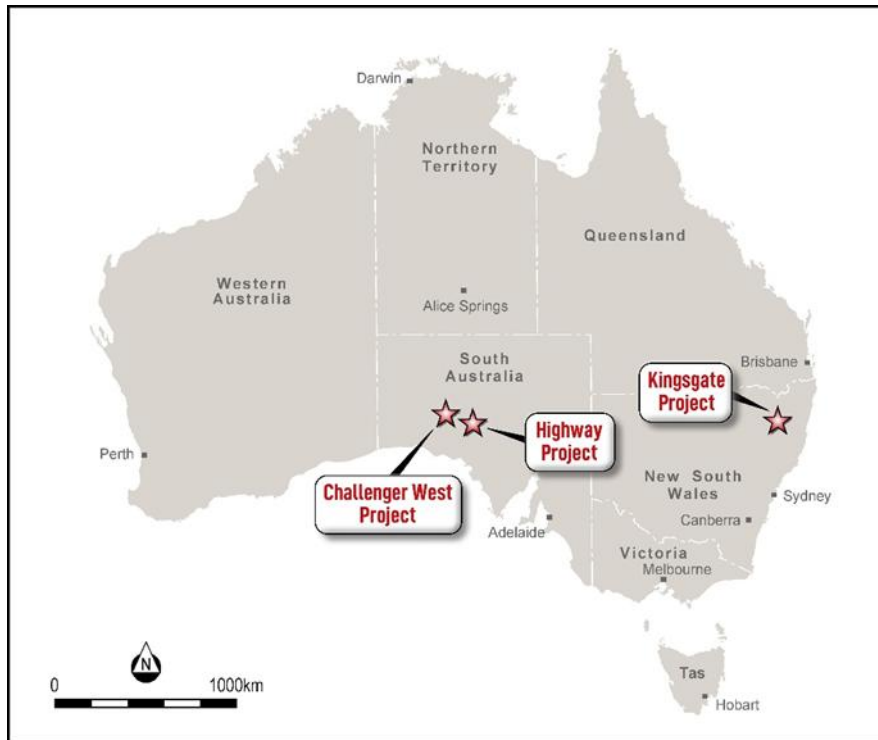 Darwin
Northern
Territory
Queensland
Western
Australia
Alice Springs
South
Australia
Brisbane
Kingsgate
Project
Highway
Project
Perth
Challenger West
Project
New South
Wales
Sydney
Canberra
Adelaide
Victoria
Melbourne
N
0
1000km
Tas
Hobart